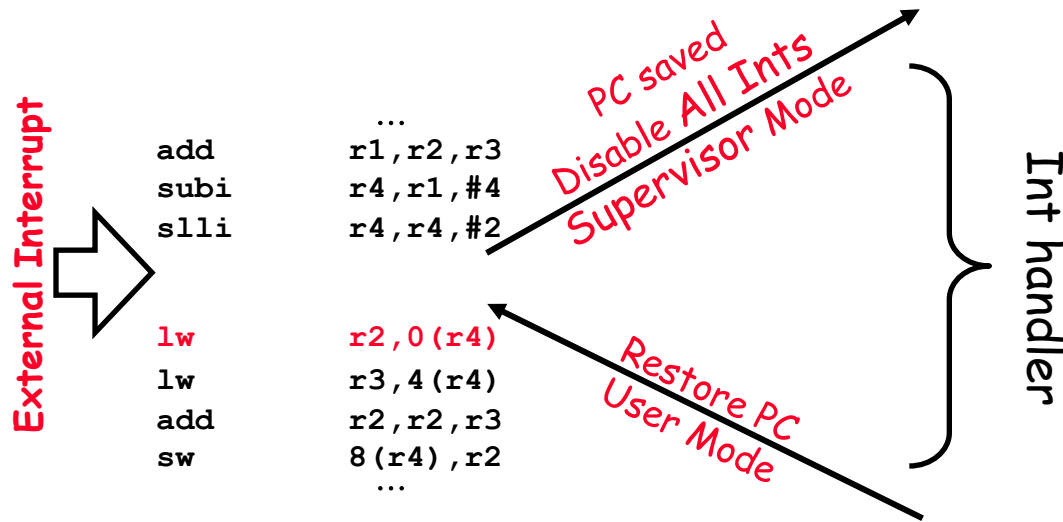 External Interrupt
...
add r1,r2,r3
subi r4,r1,#4
slli r4,r4,#2
lw r2,0(r4)
lw r3,4(r4)
add r2,r2,r3
sw 8(r4),r2
...
PC saved
Disable All Ints
Supervisor Mode
Restore PC
User Mode
Int handler